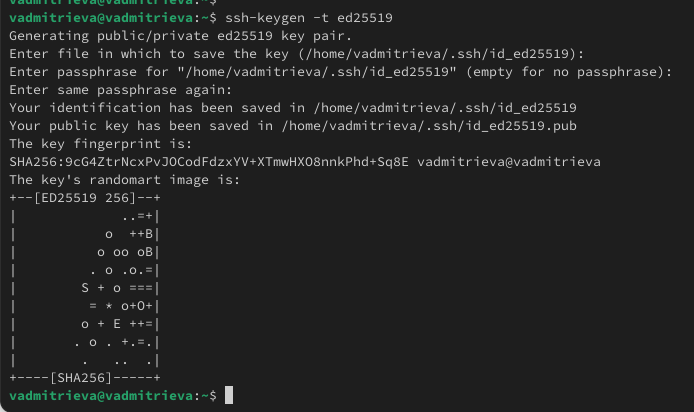 vadmitrieva@vadmitrieva:~$
vadmitrieva@vadmitrieva:~$ ssh-keygen -t ed25519
Generating public/private ed25519 key pair.
Enter file in which to save the key (/home/vadmitrieva/.ssh/id_ed25519):
Enter passphrase for "/home/vadmitrieva/.ssh/id_ed25519" (empty for no passphrase):
Enter same passphrase again:
Your identification has been saved in /home/vadmitrieva/.ssh/id_ed25519
Your public key has been saved in /home/vadmitrieva/.ssh/id_ed25519.pub
The key fingerprint is:
SHA256:9cG4ZtrNcxPvJOCodFdzxYV+XTmwHXO8nnkPhd+Sq8E vadmitrieva@vadmitrieva
The key's randomart image is:
+--[ED25519 256]--+
|             ..=+|
|           o  ++B|
|          o oo oB|
|         . o .o.=|
|        S + o ===|
|         = * o+O+|
|        o + E ++=|
|       . o . +.=.|
|        .   ..  .|
+----[SHA256]-----+
vadmitrieva@vadmitrieva:~$